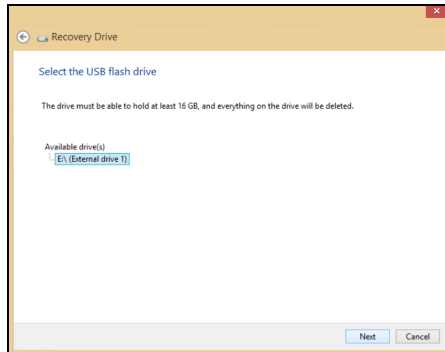 Recovery Drive
Select the USB flash drive
The drive must be able to hold at least 16 GB, and everything on the drive will be deleted.
Available drive(s)
E:\ (External drive 1)
Next Cancel